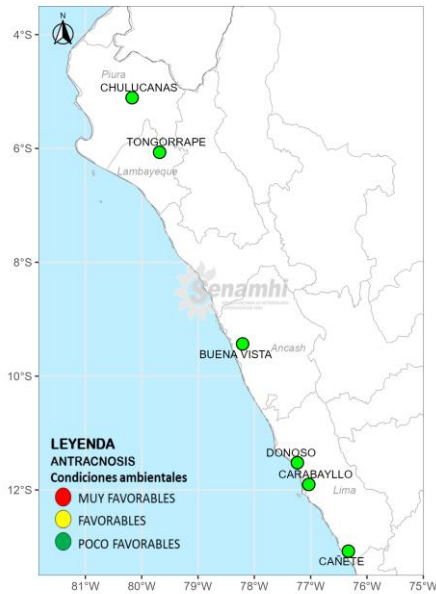 N
4°S
Piura
CHULUCANAS
TONGORRAPE
6°S
Lambayeque
8°S
Senamhi
Ancash
BUENA VISTA
10°S
LEYENDA
ANTRACNOSIS
Condiciones ambientales
MUY FAVORABLES
FAVORABLES
POCO FAVORABLES
DONOSO
CARABAYLLO
Lima
12°S
CAÑETE
81°W
80°W
79°W
78°W
77°W
76°W
75°W